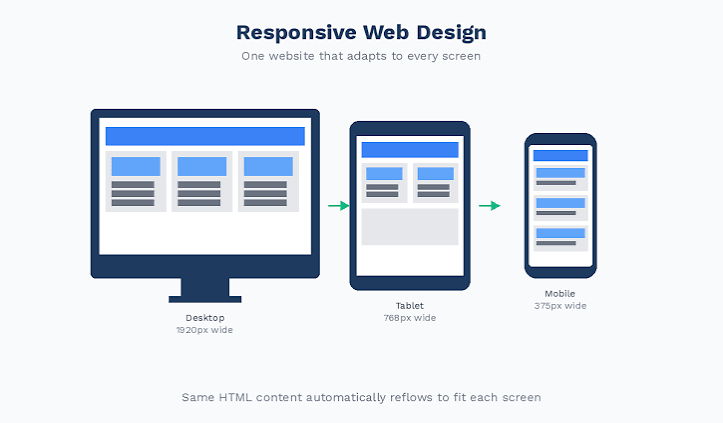 Responsive Web Design
One website that adapts to every screen
Desktop
1920px wide
Tablet
768px wide
Mobile
375px wide
Same HTML content automatically reflows to fit each screen